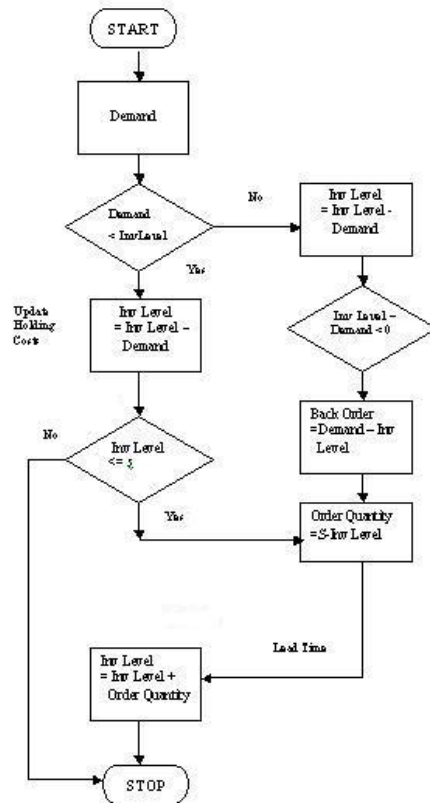 START
Demand
Demand
< InvLevel
No
Inv Level
= Inv Level -
Demand
Yes
Update
Holding
Costs
Inv Level
= Inv Level –
Demand
Inv Level –
Demand <0
No
Inv Level
<= s
Back Order
=Demand – Inv
Level
Yes
Order Quantity
=S-Inv Level
Lead Time
Inv Level
= Inv Level +
Order Quantity
STOP